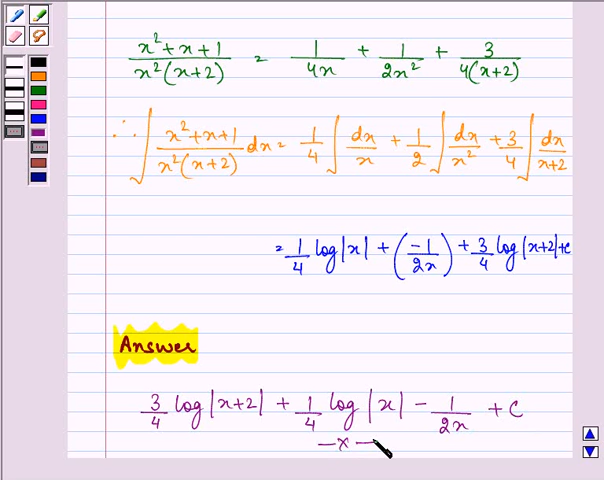 x²+x+1 / x²(x+2) = 1/4x + 1/2x² + 3/4(x+2)
∴ ∫ x²+x+1 / x²(x+2) dx = 1/4 ∫ dx/x + 1/2 ∫ dx/x² + 3/4 ∫ dx/x+2
= 1/4 log|x| + (-1/2x) + 3/4 log|x+2|+c
Answer
3/4 log|x+2| + 1/4 log|x| - 1/2x + C
—x—